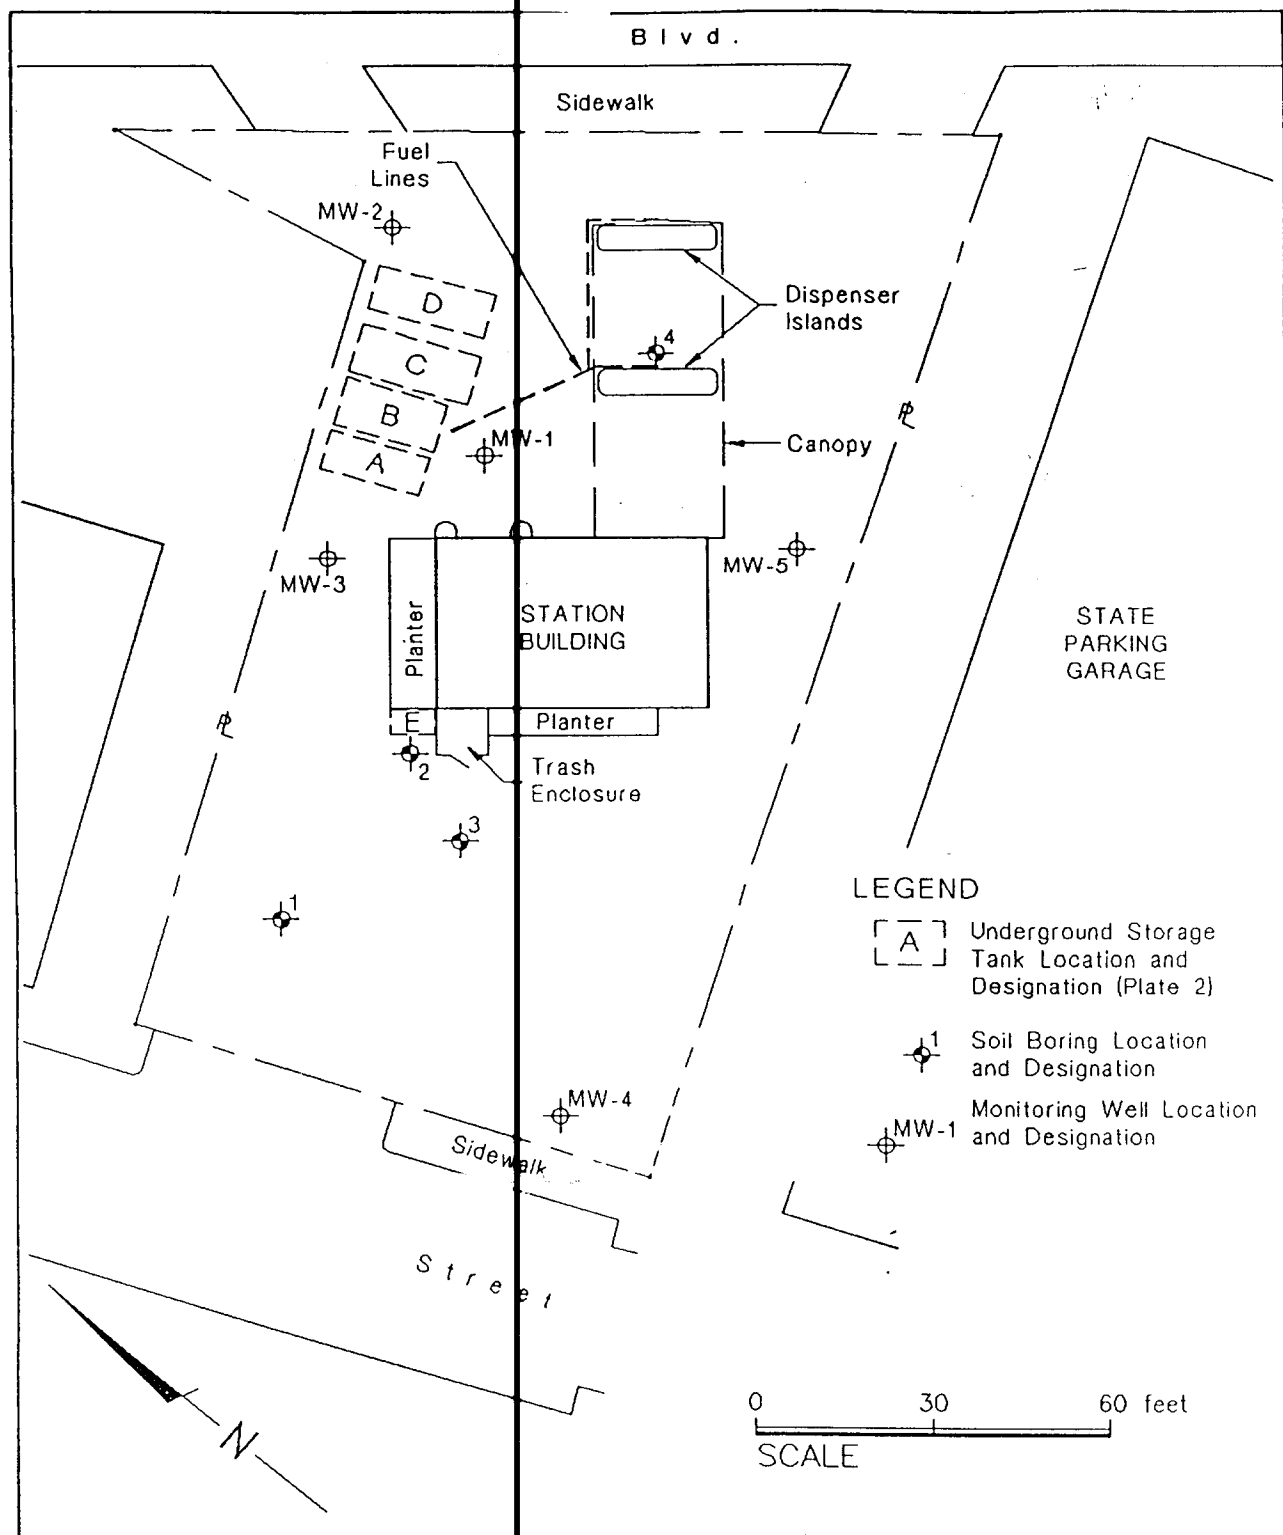 Blvd.
Sidewalk
Fuel
Lines
MW-2
D
Dispenser
Islands
C
4
B
MW-1
A
Canopy
℞
MW-3
MW-5
Planter
STATION
BUILDING
STATE
PARKING
GARAGE
E
Planter
2
Trash
Enclosure
3
1
LEGEND
A
Underground Storage
Tank Location and
Designation (Plate 2)
1
Soil Boring Location
and Designation
MW-4
MW-1
Monitoring Well Location
and Designation
Sidewalk
Street
N
0 30 60 feet
SCALE